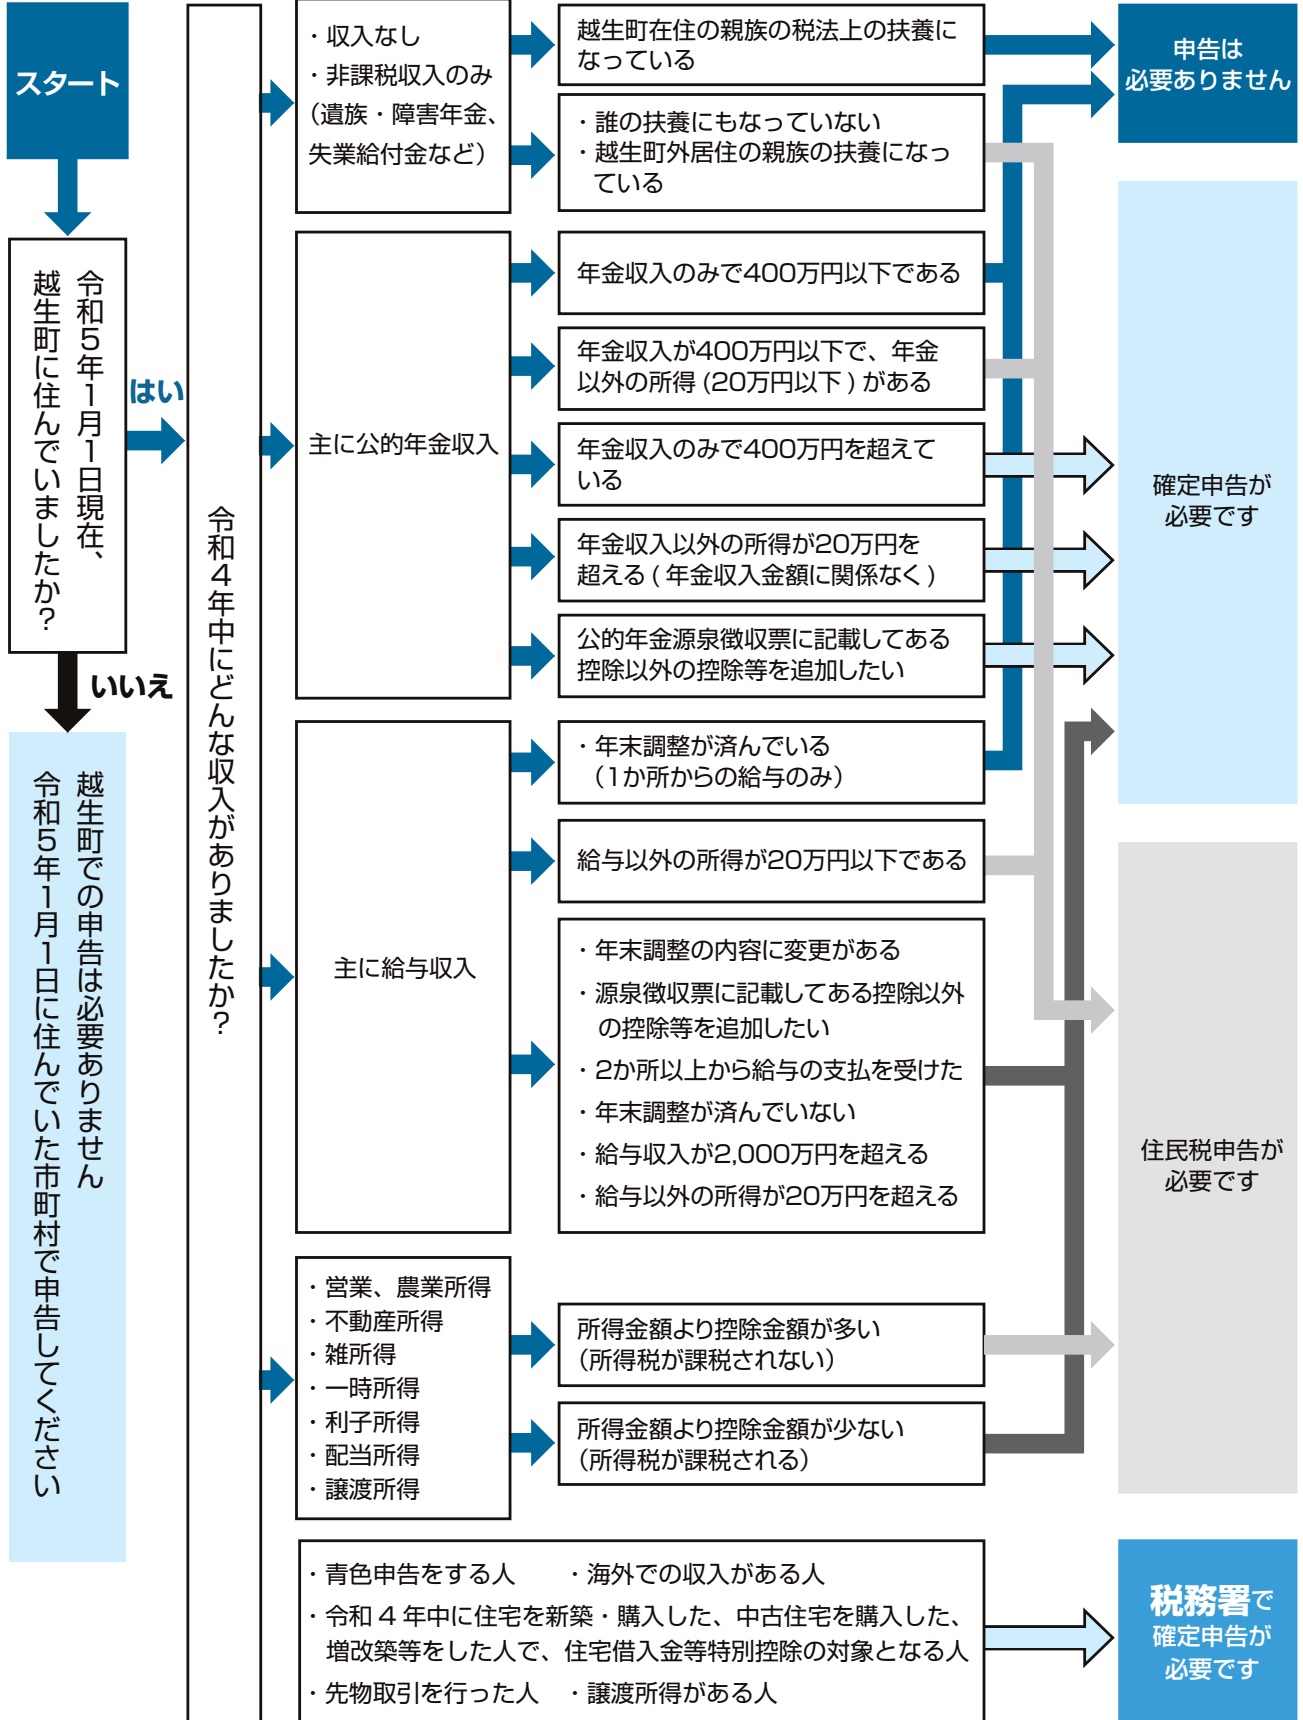 スタート
令和5年1月1日現在、
越生町に住んでいましたか?
はい
いいえ
越生町での申告は必要ありません
令和5年1月1日に住んでいた市町村で申告してください
令和4年中にどんな収入がありましたか?
・収入なし
・非課税収入のみ
（遺族・障害年金、
失業給付金など）
越生町在住の親族の税法上の扶養に
なっている
・誰の扶養にもなっていない
・越生町外居住の親族の扶養になっ
ている
主に公的年金収入
年金収入のみで400万円以下である
年金収入が400万円以下で、年金
以外の所得(20万円以下)がある
年金収入のみで400万円を超えて
いる
年金収入以外の所得が20万円を
超える(年金収入金額に関係なく)
公的年金源泉徴収票に記載してある
控除以外の控除等を追加したい
主に給与収入
・年末調整が済んでいる
（1か所からの給与のみ）
給与以外の所得が20万円以下である
・年末調整の内容に変更がある
・源泉徴収票に記載してある控除以外
の控除等を追加したい
・2か所以上から給与の支払を受けた
・年末調整が済んでいない
・給与収入が2,000万円を超える
・給与以外の所得が20万円を超える
・営業、農業所得
・不動産所得
・雑所得
・一時所得
・利子所得
・配当所得
・譲渡所得
所得金額より控除金額が多い
（所得税が課税されない）
所得金額より控除金額が少ない
（所得税が課税される）
・青色申告をする人　・海外での収入がある人
・令和4年中に住宅を新築・購入した、中古住宅を購入した、
増改築等をした人で、住宅借入金等特別控除の対象となる人
・先物取引を行った人　・譲渡所得がある人
申告は
必要ありません
確定申告が
必要です
住民税申告が
必要です
税務署で
確定申告が
必要です